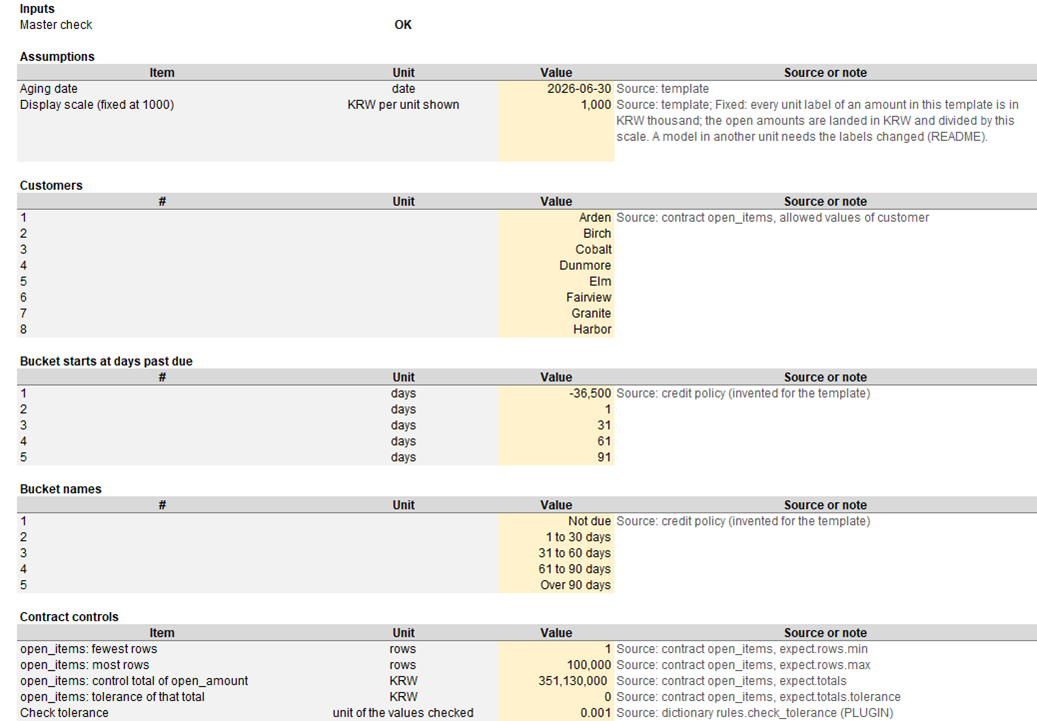 Inputs
Master check OK
Assumptions
Item Unit Value Source or note
Aging date date 2026-06-30 Source: template
Display scale (fixed at 1000) KRW per unit shown 1,000 Source: template; Fixed: every unit label of an amount in this template is in
KRW thousand; the open amounts are landed in KRW and divided by this
scale. A model in another unit needs the labels changed (README).
Customers
# Unit Value Source or note
1 Arden Source: contract open_items, allowed values of customer
2 Birch
3 Cobalt
4 Dunmore
5 Elm
6 Fairview
7 Granite
8 Harbor
Bucket starts at days past due
# Unit Value Source or note
1 days -36,500 Source: credit policy (invented for the template)
2 days 1
3 days 31
4 days 61
5 days 91
Bucket names
# Unit Value Source or note
1 Not due Source: credit policy (invented for the template)
2 1 to 30 days
3 31 to 60 days
4 61 to 90 days
5 Over 90 days
Contract controls
Item Unit Value Source or note
open_items: fewest rows rows 1 Source: contract open_items, expect.rows.min
open_items: most rows rows 100,000 Source: contract open_items, expect.rows.max
open_items: control total of open_amount KRW 351,130,000 Source: contract open_items, expect.totals
open_items: tolerance of that total KRW 0 Source: contract open_items, expect.totals.tolerance
Check tolerance unit of the values checked 0.001 Source: dictionary rules.check_tolerance (PLUGIN)